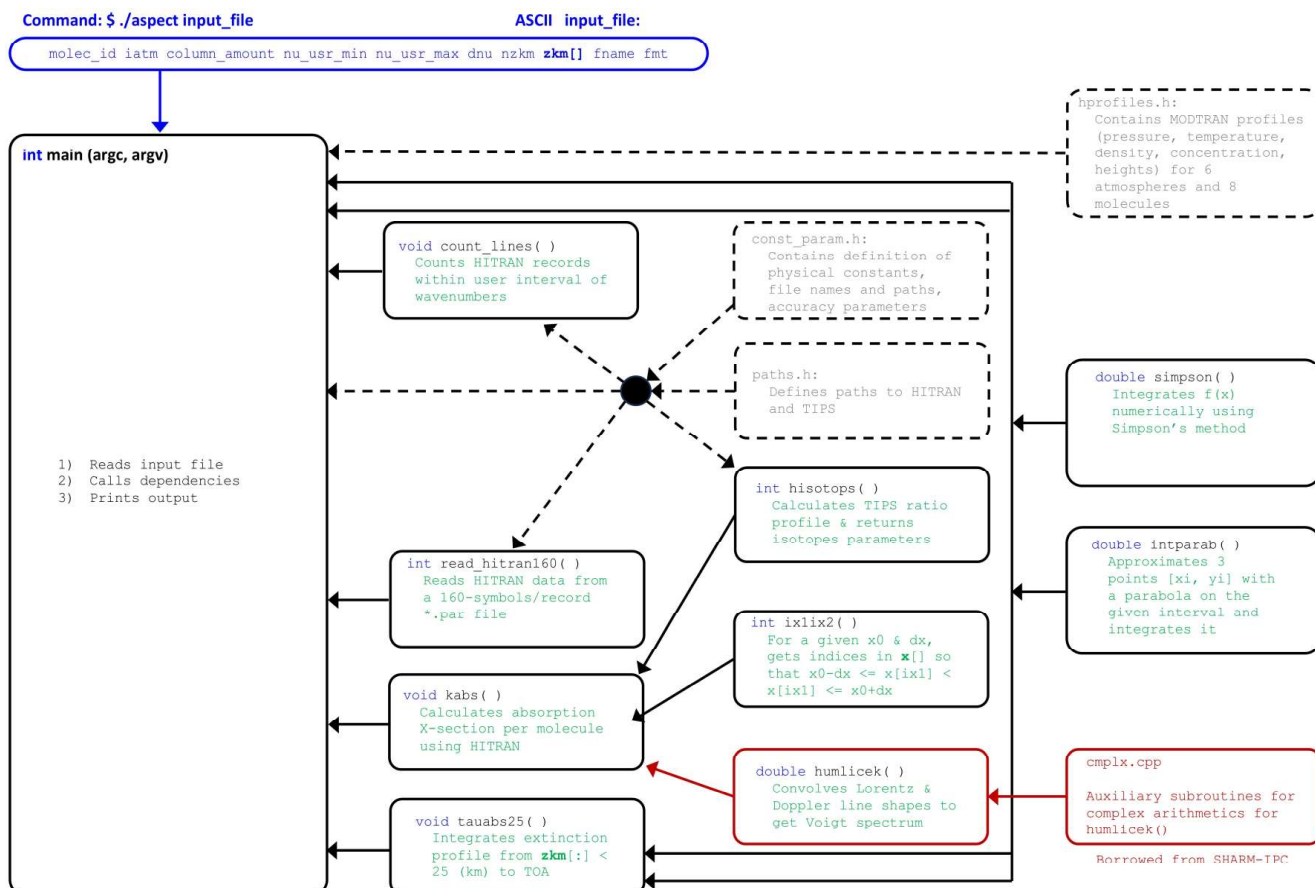 Command: $ ./aspect input_file
ASCII input_file:
molec_id iatm column_amount nu_usr_min nu_usr_max dnu nzkm zkm[] fname fmt
hprofiles.h:
Contains MODTRAN profiles
(pressure, temperature,
density, concentration,
heights) for 6
atmospheres and 8
molecules
int main (argc, argv)
1) Reads input file
2) Calls dependencies
3) Prints output
void count_lines( )
Counts HITRAN records
within user interval of
wavenumbers
const_param.h:
Contains definition of
physical constants,
file names and paths,
accuracy parameters
paths.h:
Defines paths to HITRAN
and TIPS
double simpson( )
Integrates f(x)
numerically using
Simpson’s method
int hisotops( )
Calculates TIPS ratio
profile & returns
isotopes parameters
int read_hitran160( )
Reads HITRAN data from
a 160-symbols/record
*.par file
double intparab( )
Approximates 3
points [xi, yi] with
a parabola on the
given interval and
integrates it
int ix1ix2( )
For a given x0 & dx,
gets indices in x[] so
that x0-dx <= x[ix1] <
x[ix1] <= x0+dx
void kabs( )
Calculates absorption
X-section per molecule
using HITRAN
double humlicek( )
Convolves Lorentz &
Doppler line shapes to
get Voigt spectrum
cmplx.cpp
Auxiliary subroutines for
complex arithmetics for
humlicek()
Borrowed from SHARM-IPC
void tauabs25( )
Integrates extinction
profile from zkm[:] <
25 (km) to TOA